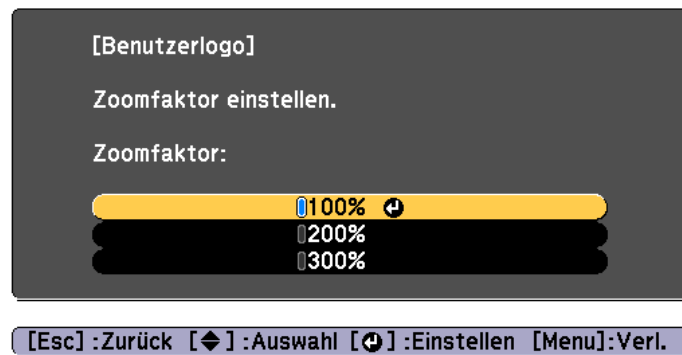 [Benutzerlogo]
Zoomfaktor einstellen.
Zoomfaktor:
100%
200%
300%
[Esc]:Zurück [◆]:Auswahl [⏎]:Einstellen [Menu]:Verl.